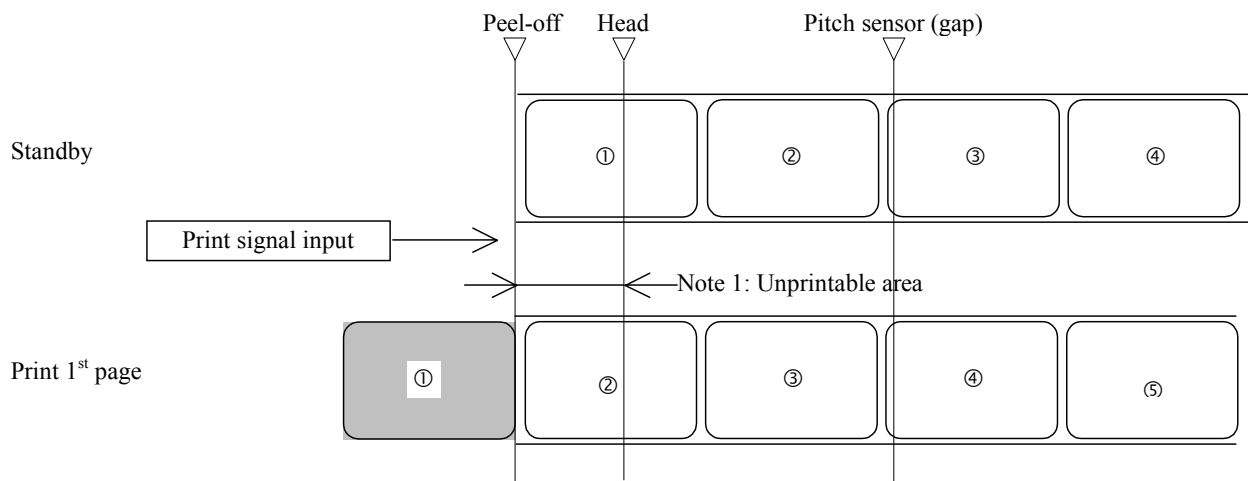 Peel-off Head Pitch sensor (gap)
Standby ① ② ③ ④
Print signal input
Note 1: Unprintable area
Print 1st page ① ② ③ ④ ⑤